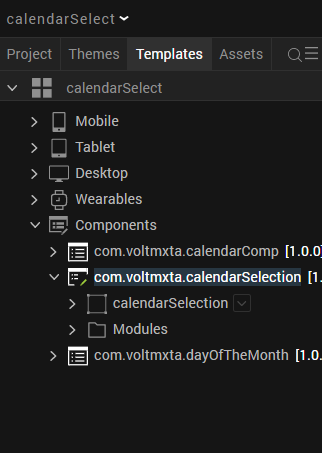 calendarSelect
Project Themes Templates Assets
calendarSelect
Mobile
Tablet
Desktop
Wearables
Components
com.voltmxta.calendarComp [1.0.0]
com.voltmxta.calendarSelection [1.
calendarSelection
Modules
com.voltmxta.dayOfTheMonth [1.0.